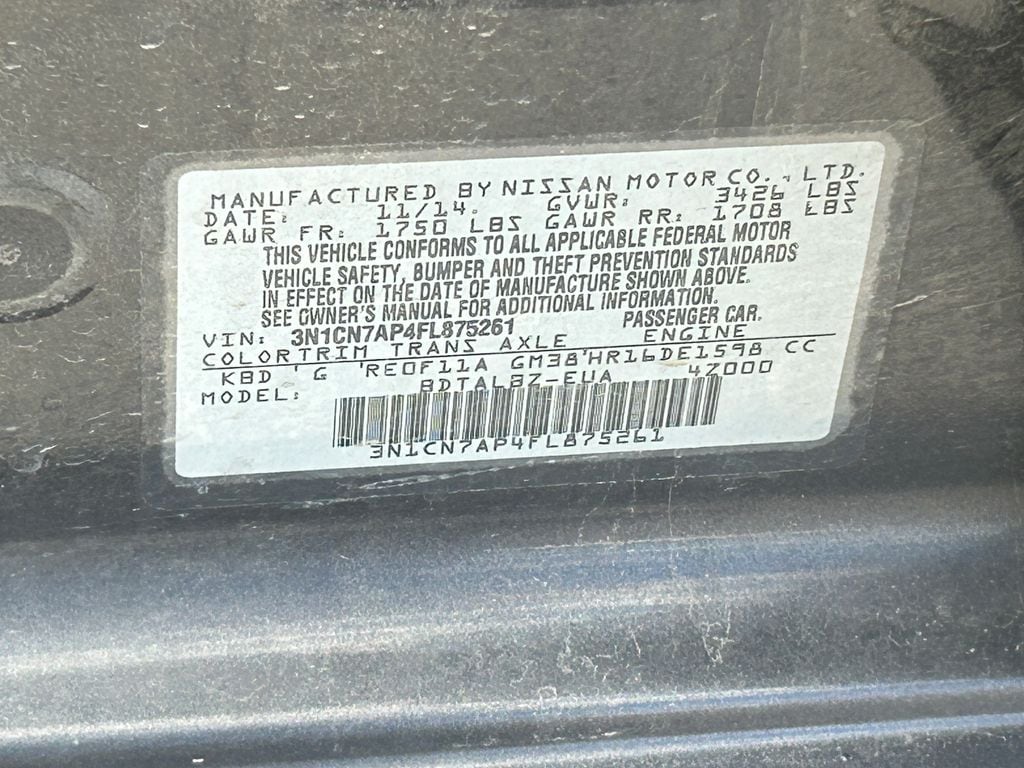 MANUFACTURED BY NISSAN MOTOR CO., LTD.
DATE: 11/14. GVWR: 3426 LBS
GAWR FR: 1750 LBS GAWR RR: 1708 LBS
THIS VEHICLE CONFORMS TO ALL APPLICABLE FEDERAL MOTOR
VEHICLE SAFETY, BUMPER AND THEFT PREVENTION STANDARDS
IN EFFECT ON THE DATE OF MANUFACTURE SHOWN ABOVE.
SEE OWNER'S MANUAL FOR ADDITIONAL INFORMATION.
VIN: 3N1CN7AP4FL875261 PASSENGER CAR.
COLORTRIM TRANS AXLE ENGINE
KBD 'G 'RE0F11A GM38'HR16DE1598 CC
MODEL: BDTALBZ-EUA 4Z000
3N1CN7AP4FL875261